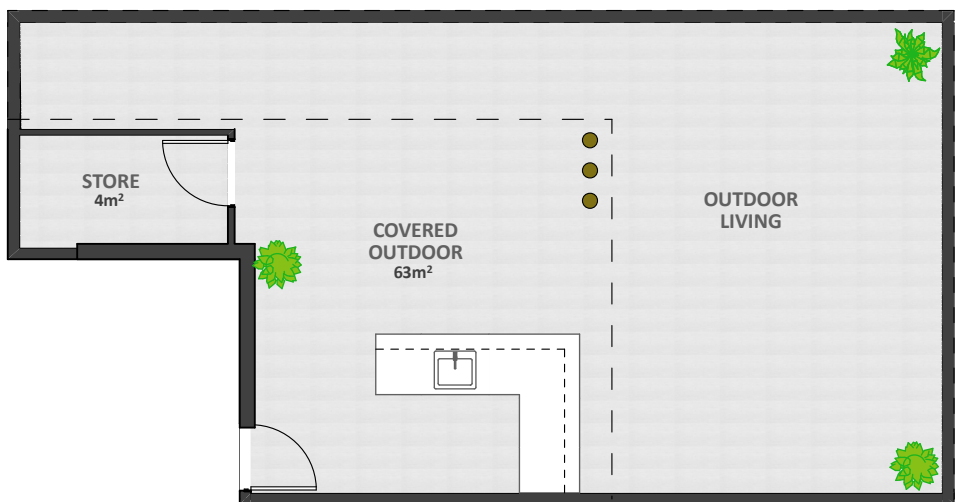 STORE
4m²
COVERED
OUTDOOR
63m²
OUTDOOR
LIVING